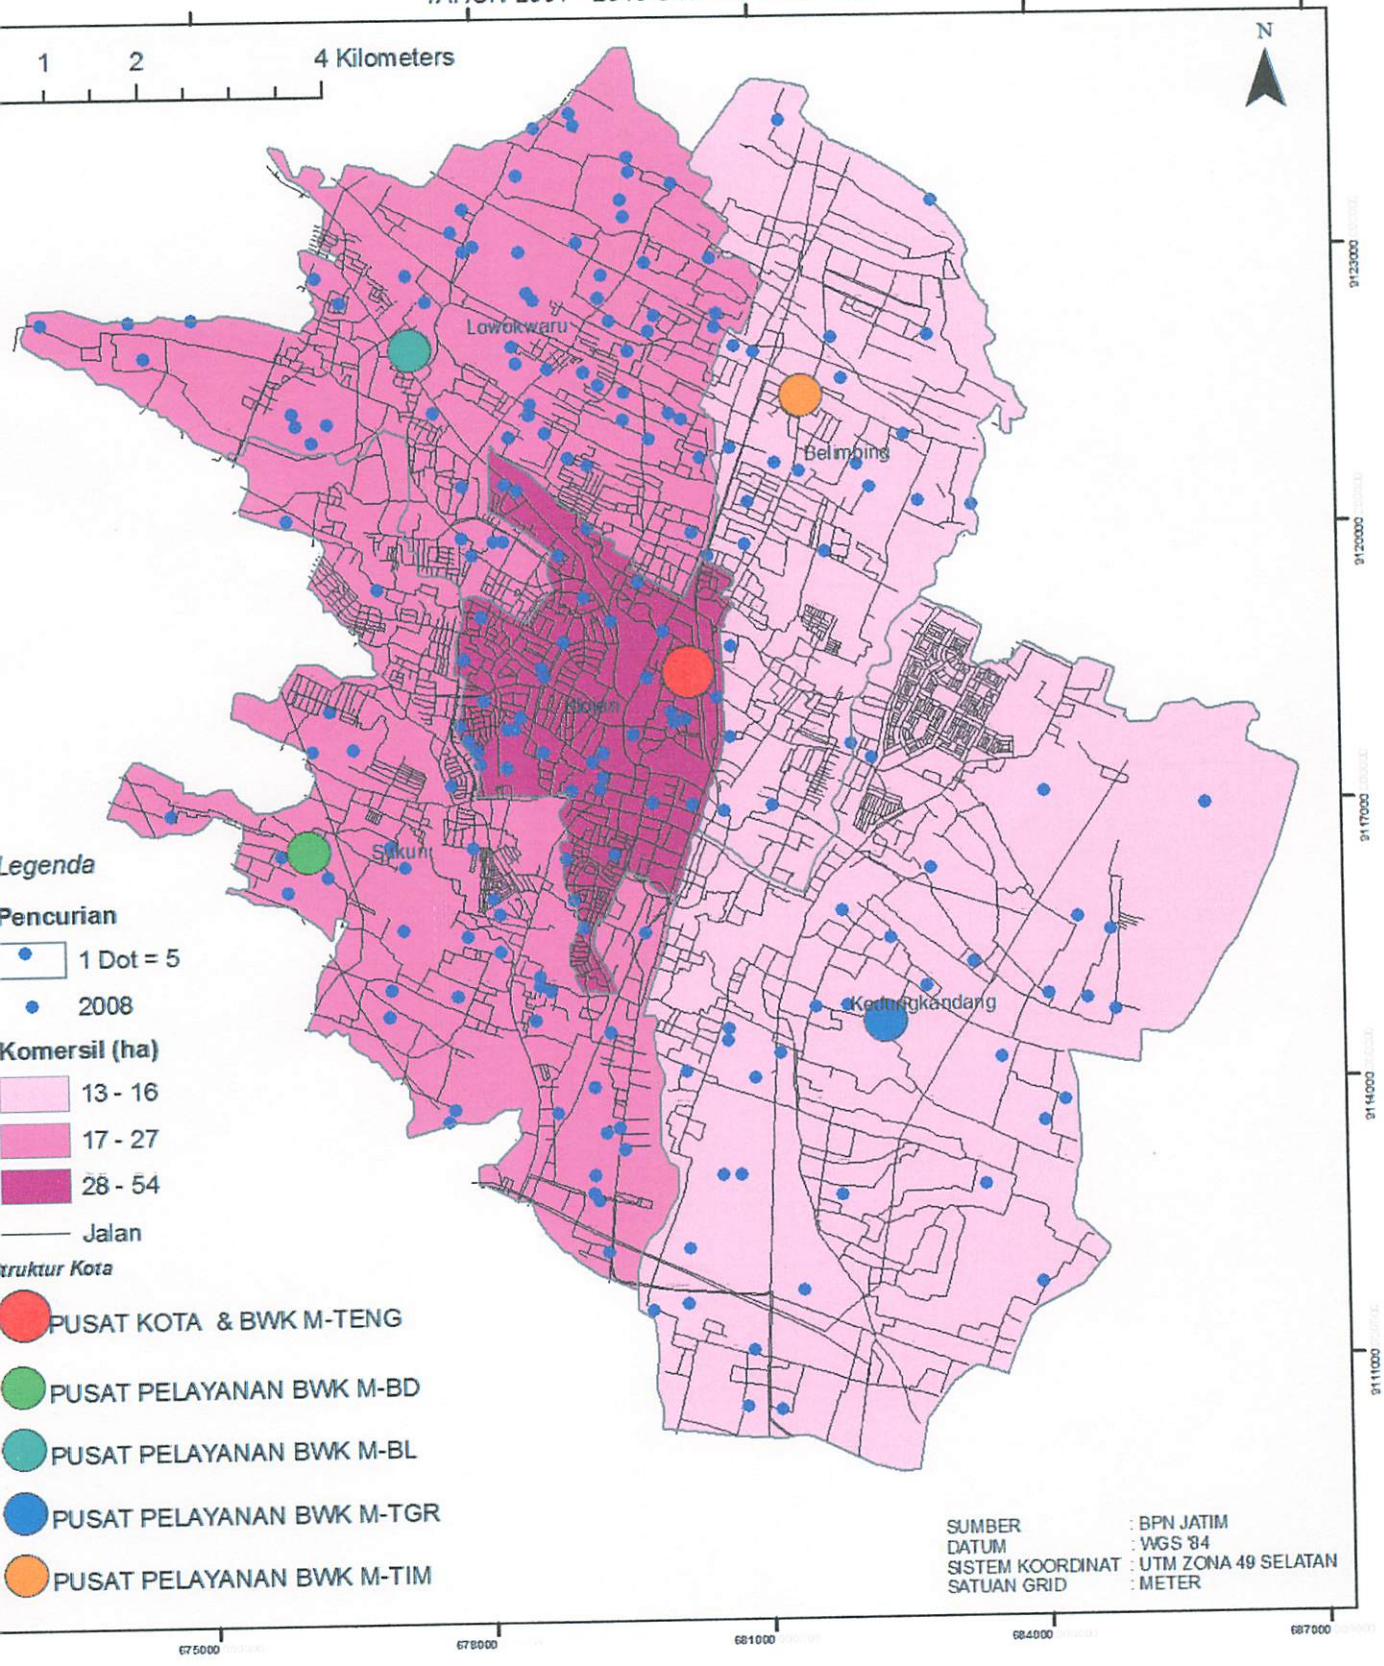 1 2 4 Kilometers
N
9123000
Lowokwaru
Belimbing
9120000
Klojen
9117000
Sukun
Legenda
Pencurian
1 Dot = 5
2008
Kedungkandang
Komersil (ha)
13 - 16
17 - 27
28 - 54
9114000
Jalan
truktur Kota
PUSAT KOTA & BWK M-TENG
9111000
PUSAT PELAYANAN BWK M-BD
PUSAT PELAYANAN BWK M-BL
PUSAT PELAYANAN BWK M-TGR
PUSAT PELAYANAN BWK M-TIM
SUMBER : BPN JATIM
DATUM : WGS '84
SISTEM KOORDINAT : UTM ZONA 49 SELATAN
SATUAN GRID : METER
675000 678000 681000 684000 687000